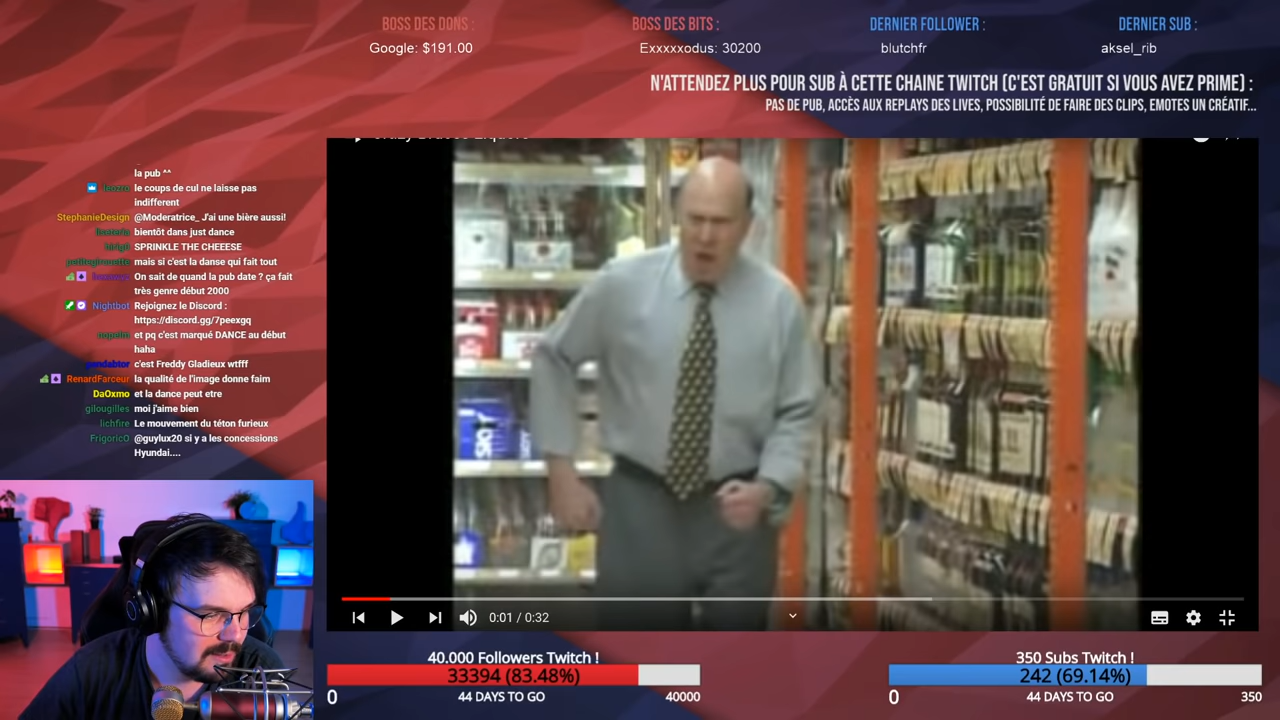 BOSS DES DONS :
Google: $191.00
BOSS DES BITS :
Exxxxxodus: 30200
DERNIER FOLLOWER :
blutchfr
DERNIER SUB :
aksel_rib
N'ATTENDEZ PLUS POUR SUB À CETTE CHAINE TWITCH (C'EST GRATUIT SI VOUS AVEZ PRIME) :
PAS DE PUB, ACCÈS AUX REPLAYS DES LIVES, POSSIBILITÉ DE FAIRE DES CLIPS, EMOTES UN CRÉATIF...
la pub ^^
le coups de cul ne laisse pas
indifferent
StephanieDesign @Moderatrice_ J'ai une bière aussi!
bientôt dans just dance
SPRINKLE THE CHEEESE
mais si c'est la danse qui fait tout
On sait de quand la pub date ? ça fait
très genre début 2000
Nightbot Rejoignez le Discord :
https://discord.gg/7peexgq
et pq c'est marqué DANCE au début
haha
c'est Freddy Gladieux wtfff
RenardFarceur la qualité de l'image donne faim
DaOxmo et la dance peut etre
gilougilles moi j'aime bien
lichfire Le mouvement du téton furieux
FrigoricO @guylux20 si y a les concessions
Hyundai....
SKYY
0:01 / 0:32
40.000 Followers Twitch !
33394 (83.48%)
0 44 DAYS TO GO 40000
350 Subs Twitch !
242 (69.14%)
0 44 DAYS TO GO 350